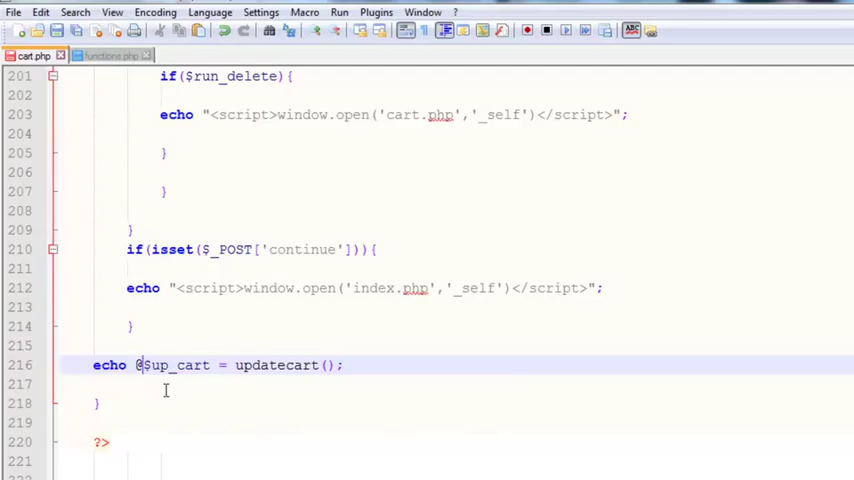 File Edit Search View Encoding Language Settings Macro Run Plugins Window ?
cart.php functions.php
201 if($run_delete){
202
203 echo "<script>window.open('cart.php','_self')</script>";
204
205 }
206
207 }
208
209 }
210 if(isset($_POST['continue'])){
211
212 echo "<script>window.open('index.php','_self')</script>";
213
214 }
215
216 echo @$up_cart = updatecart();
217
218 }
219
220 ?>
221